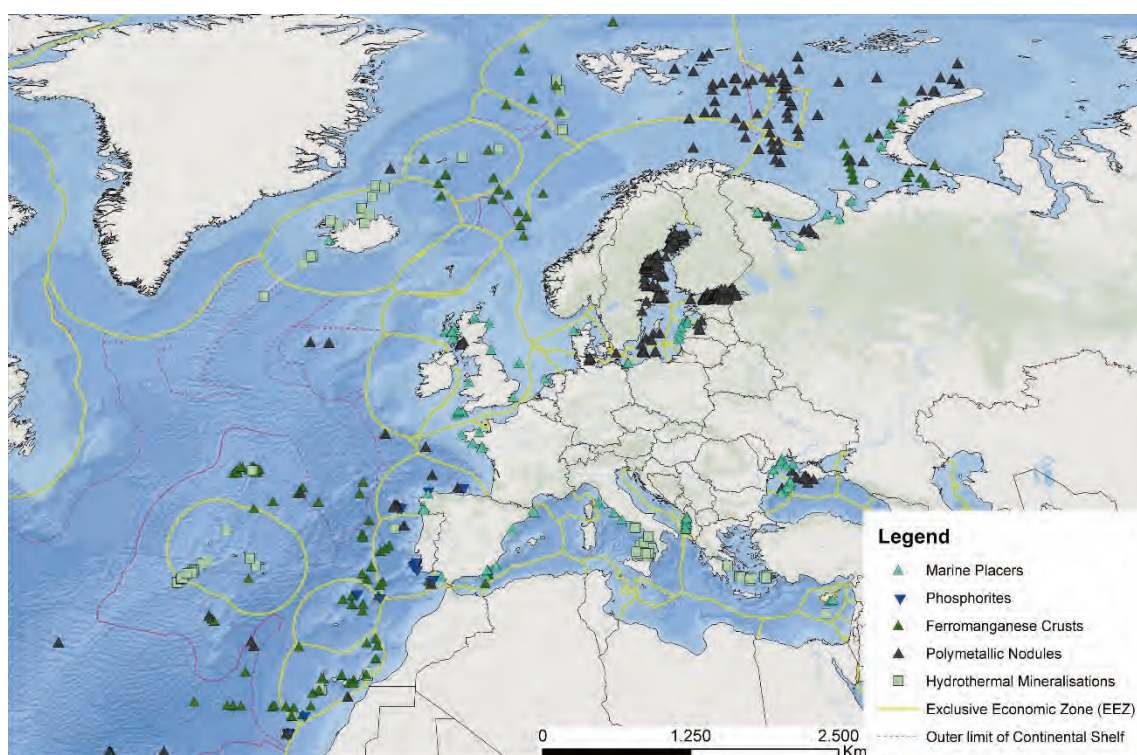 Legend
Marine Placers
Phosphorites
Ferromanganese Crusts
Polymetallic Nodules
Hydrothermal Mineralisations
Exclusive Economic Zone (EEZ)
Outer limit of Continental Shelf
0 1.250 2.500
Km